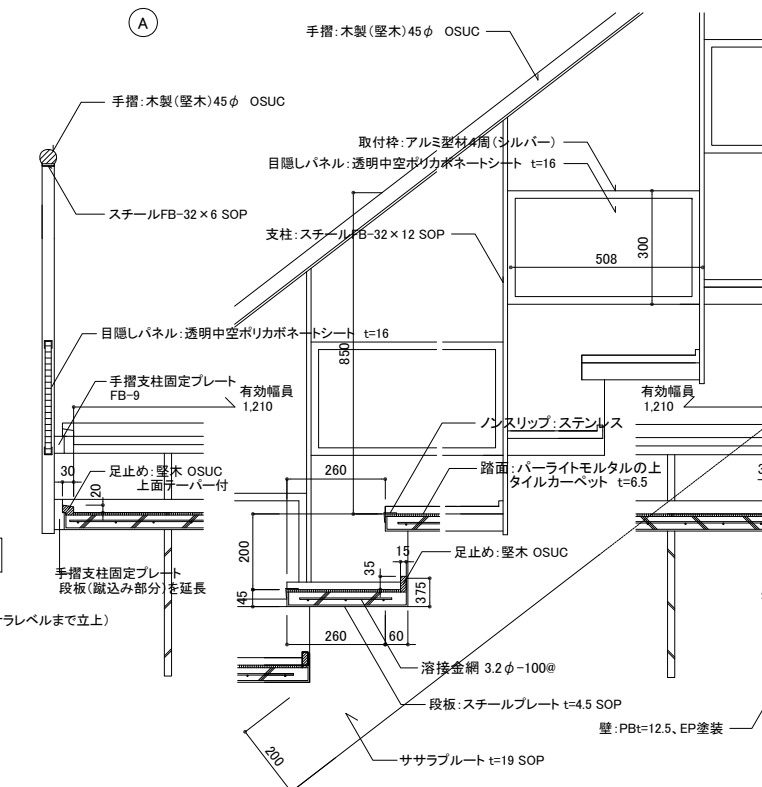 A
手摺:木製(堅木)45φ OSUC
手摺:木製(堅木)45φ OSUC
取付枠:アルミ型材4周(シルバー)
目隠しパネル:透明中空ポリカボネートシート t=16
スチールFB-32×6 SOP
支柱:スチールFB-32×12 SOP
508
300
目隠しパネル:透明中空ポリカボネートシート t=16
850
手摺支柱固定プレート
FB-9
有効幅員
1,210
有効幅員
1,210
ノンスリップ:ステンレス
30
足止め:堅木 OSUC
上面テーパー付
20
260
踏面:パーライトモルタルの上
タイルカーペット t=6.5
200
15
足止め:堅木 OSUC
35
375
45
手摺支柱固定プレート
段板(蹴込み部分)を延長
ラレベルまで立上)
260
60
溶接金網 3.2φ-100@
段板:スチールプレート t=4.5 SOP
壁:PBt=12.5、EP塗装
200
ササラプルート t=19 SOP